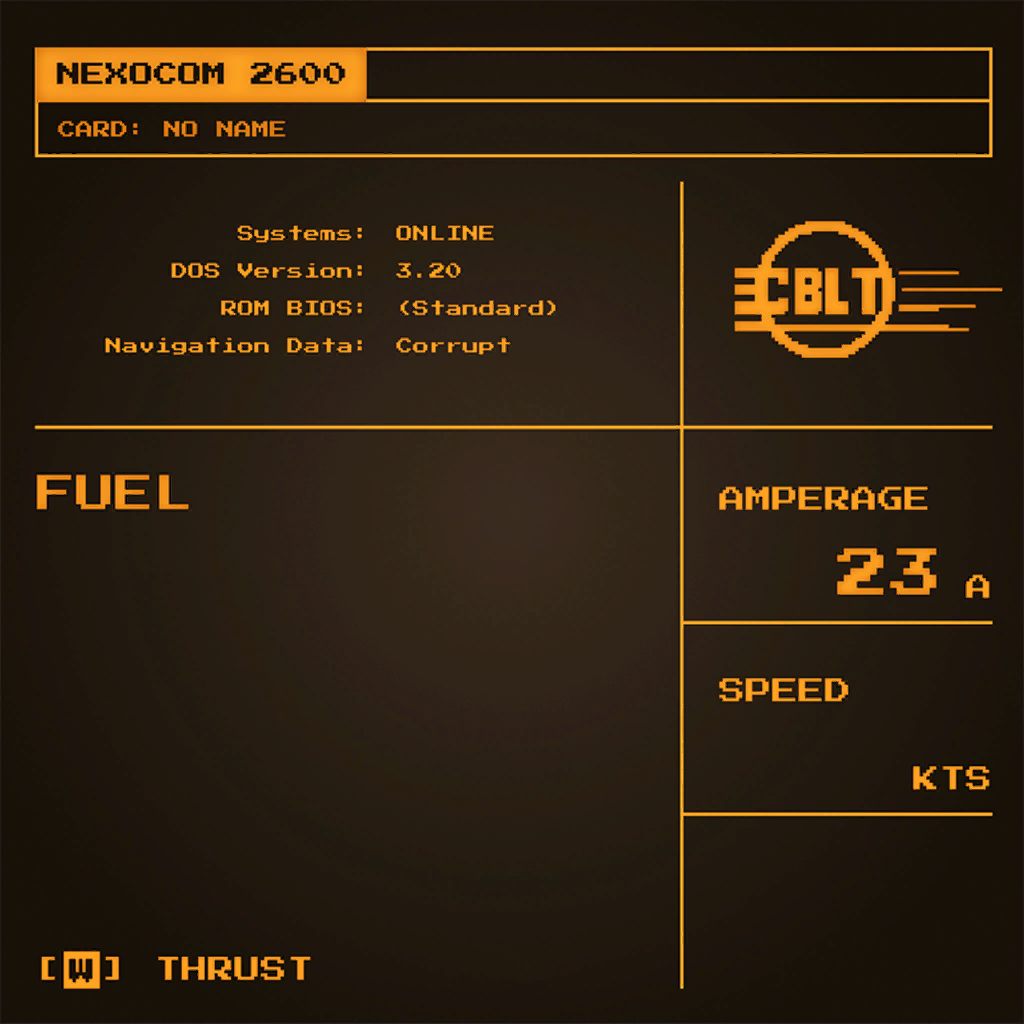 NEXOCOM 2600
CARD: NO NAME
Systems: ONLINE
DOS Version: 3.20
ROM BIOS: (Standard)
Navigation Data: Corrupt
CBLT
FUEL
AMPERAGE
23 A
SPEED
KTS
[W] THRUST